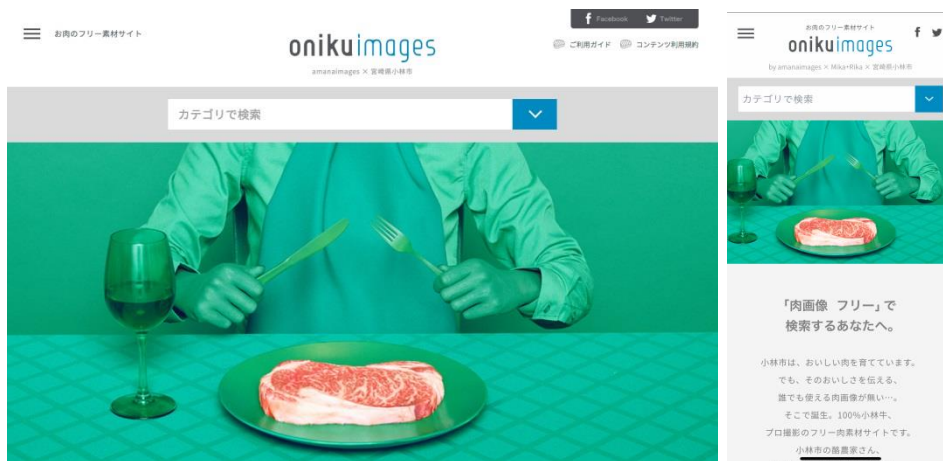 お肉のフリー素材サイト
onikuimages
amanaimages × 宮崎県小林市
Facebook Twitter
ご利用ガイド コンテンツ利用規約
カテゴリで検索
お肉のフリー素材サイト
onikuimages
by amanaimages × Mika+Rika × 宮崎県小林市
カテゴリで検索
「肉画像 フリー」で
検索するあなたへ。
小林市は、おいしい肉を育てています。
でも、そのおいしさを伝える、
誰でも使える肉画像が無い…。
そこで誕生。100%小林牛、
プロ撮影のフリー肉素材サイトです。
小林市の酪農家さん、